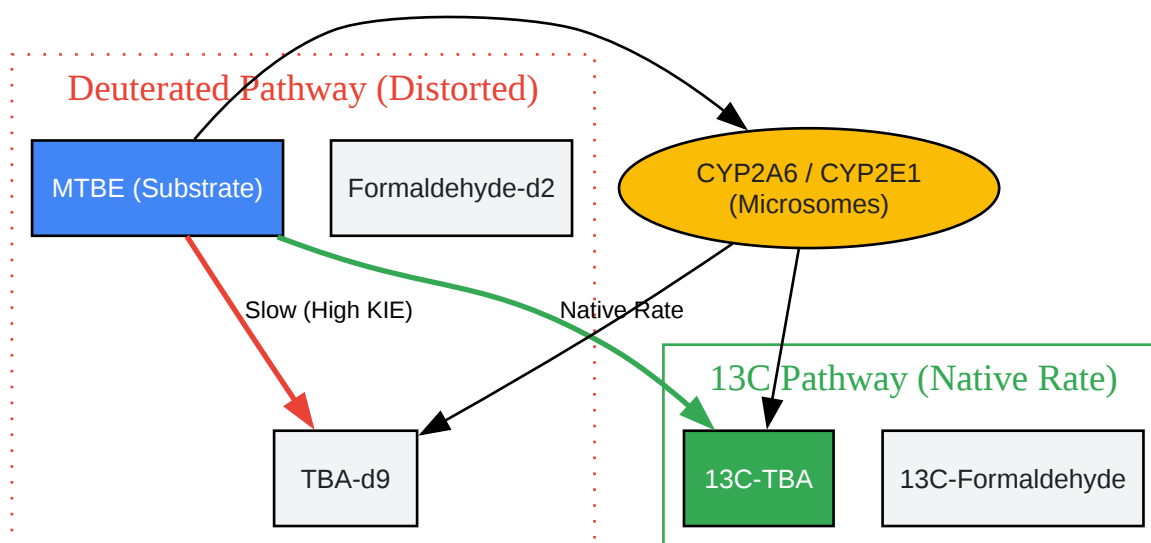 Deuterated Pathway (Distorted)
MTBE (Substrate)
Formaldehyde-d2
CYP2A6 / CYP2E1
(Microsomes)
Slow (High KIE)
Native Rate
13C Pathway (Native Rate)
TBA-d9
13C-TBA
13C-Formaldehyde